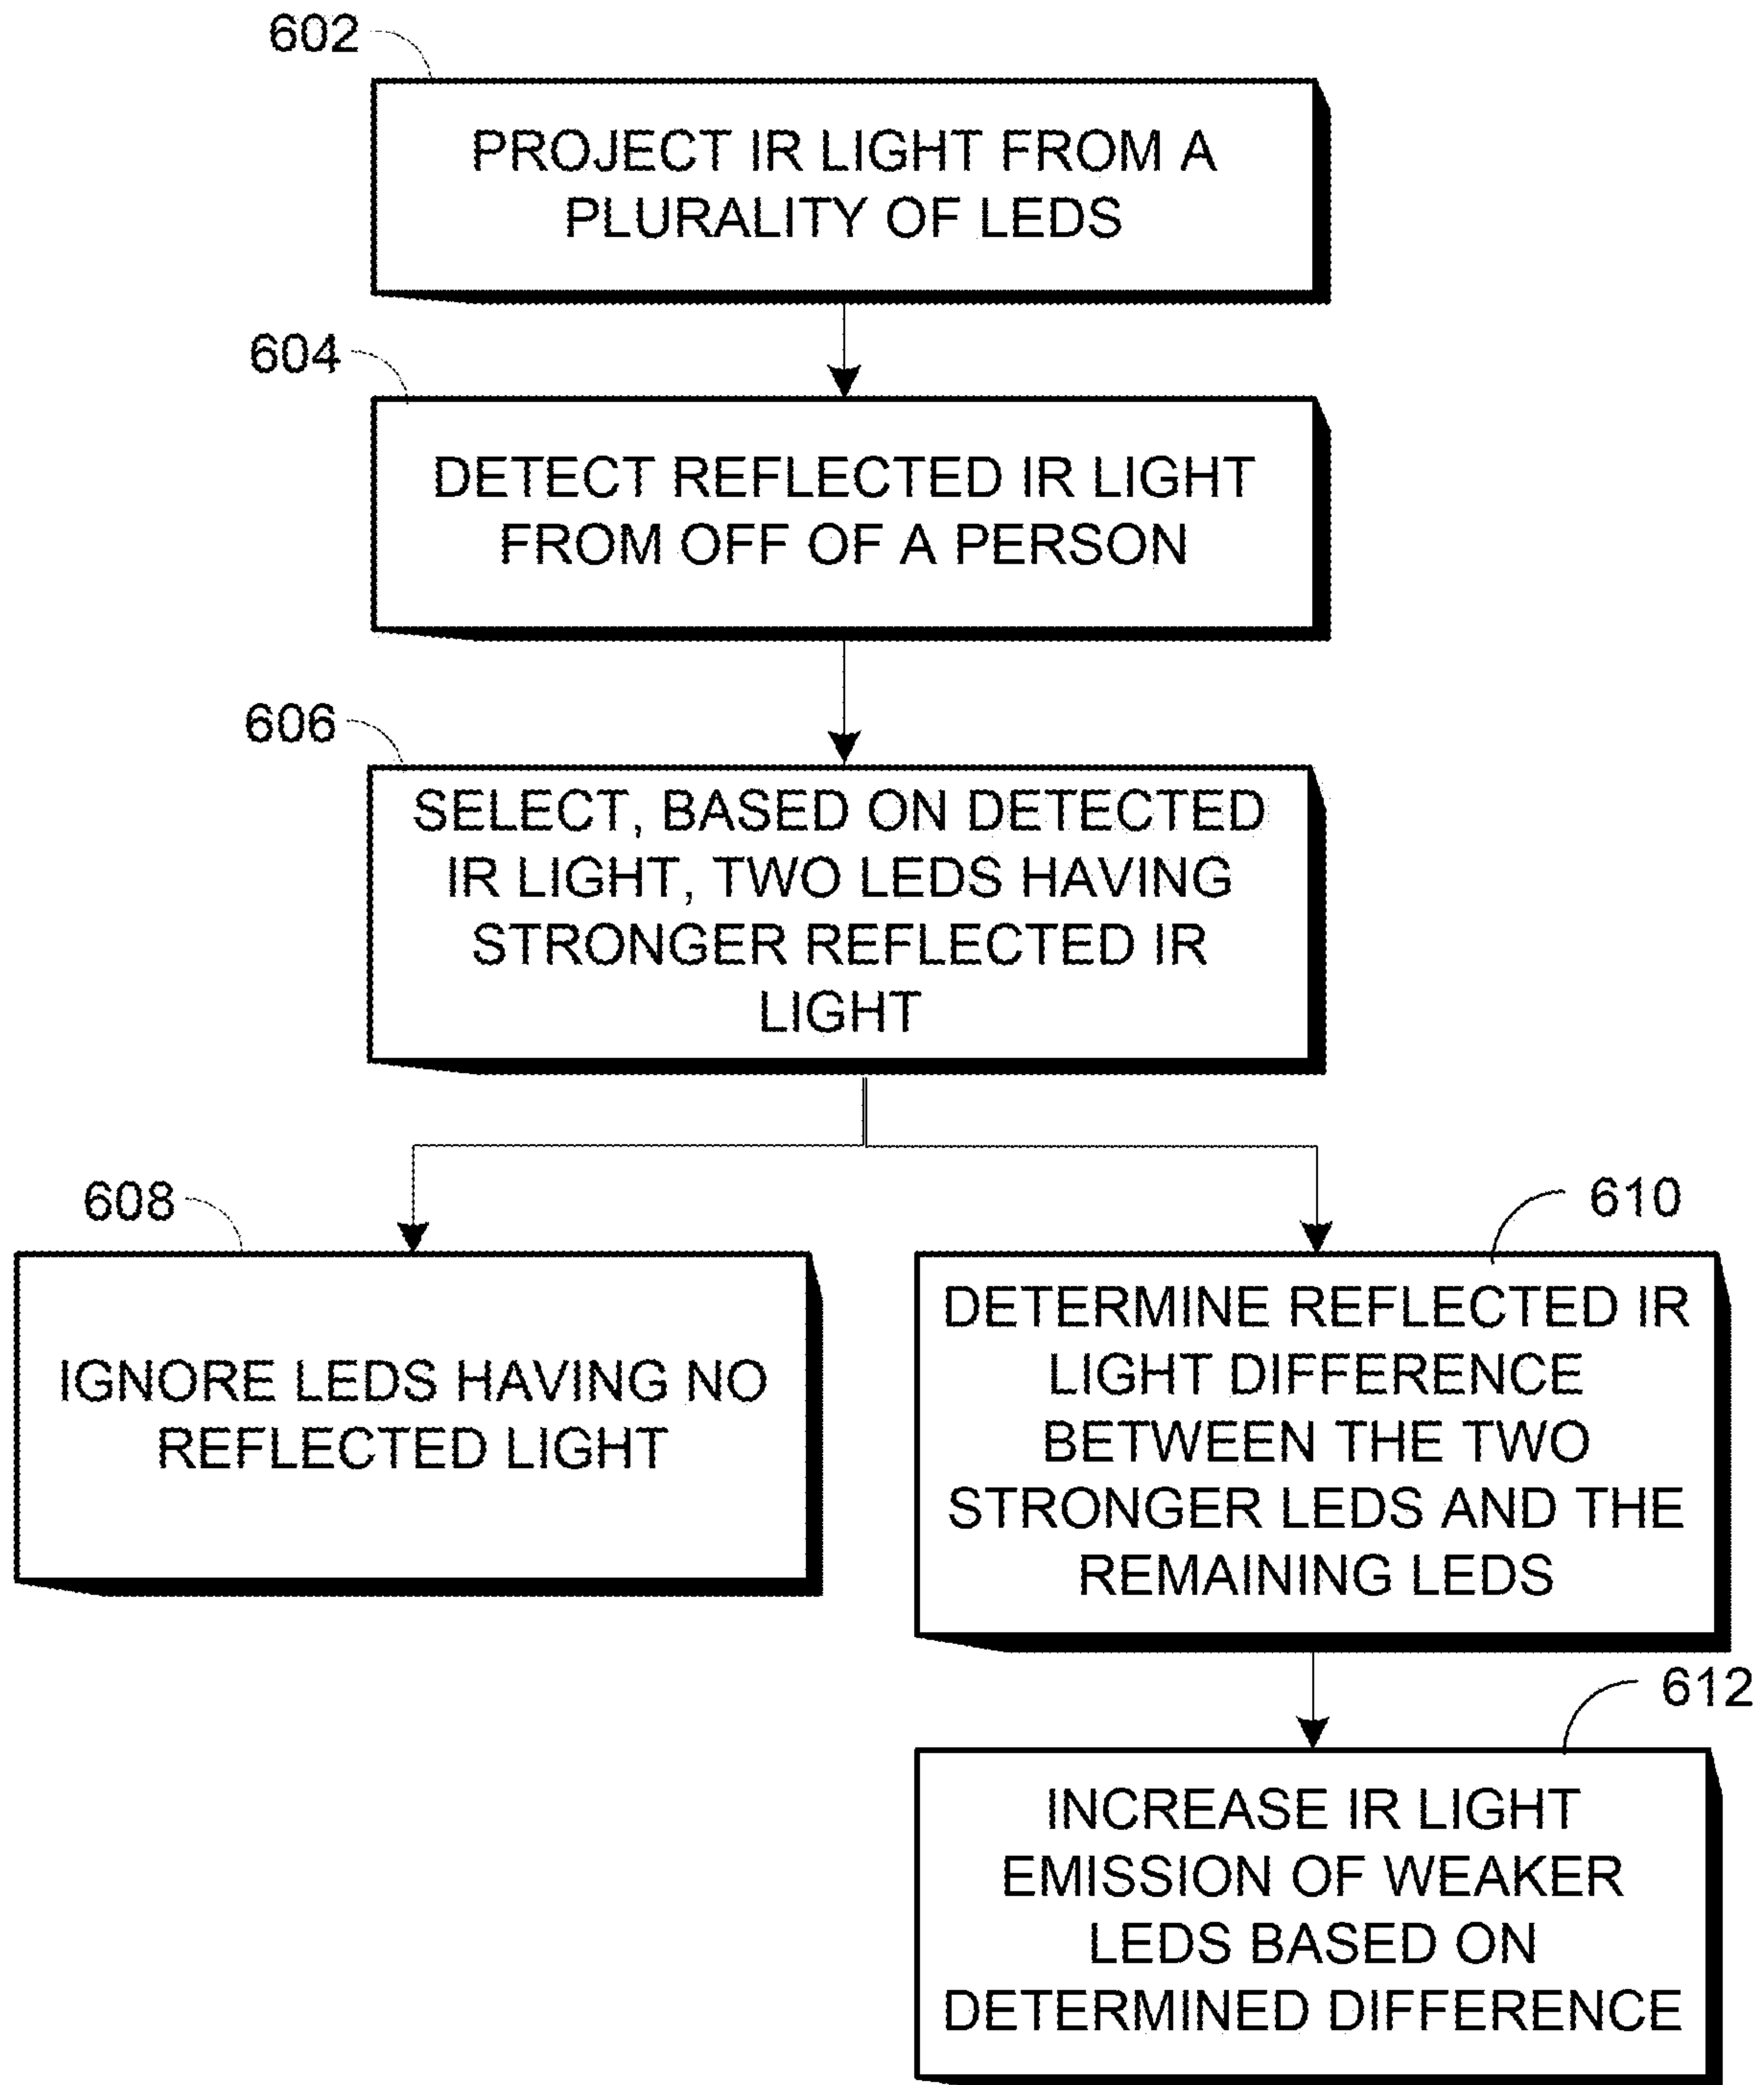 602
PROJECT IR LIGHT FROM A
PLURALITY OF LEDS
604
DETECT REFLECTED IR LIGHT
FROM OFF OF A PERSON
606
SELECT, BASED ON DETECTED
IR LIGHT, TWO LEDS HAVING
STRONGER REFLECTED IR
LIGHT
608
IGNORE LEDS HAVING NO
REFLECTED LIGHT
610
DETERMINE REFLECTED IR
LIGHT DIFFERENCE
BETWEEN THE TWO
STRONGER LEDS AND THE
REMAINING LEDS
612
INCREASE IR LIGHT
EMISSION OF WEAKER
LEDS BASED ON
DETERMINED DIFFERENCE